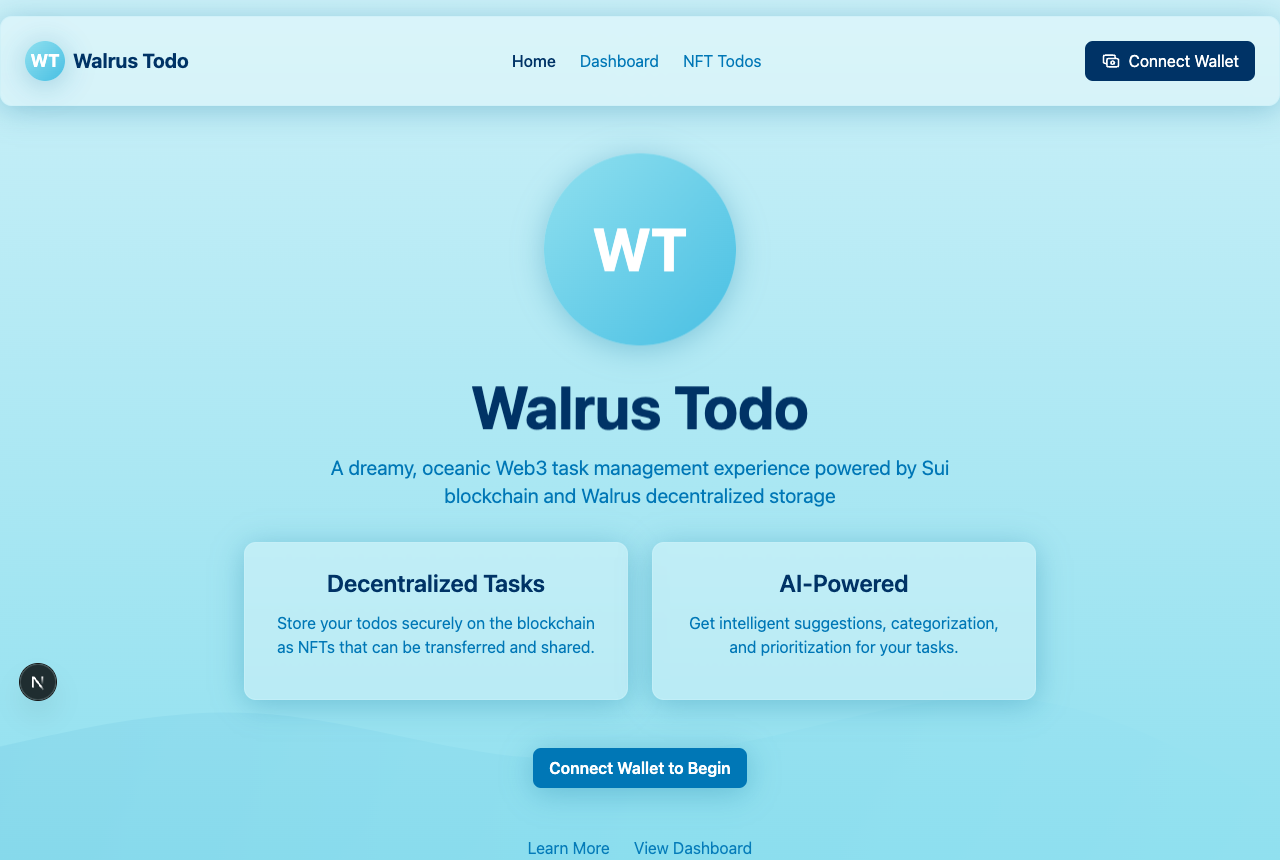 WT
Walrus Todo
Home
Dashboard
NFT Todos
Connect Wallet
WT
Walrus Todo
A dreamy, oceanic Web3 task management experience powered by Sui
blockchain and Walrus decentralized storage
Decentralized Tasks
Store your todos securely on the blockchain
as NFTs that can be transferred and shared.
AI-Powered
Get intelligent suggestions, categorization,
and prioritization for your tasks.
N
Connect Wallet to Begin
Learn More
View Dashboard